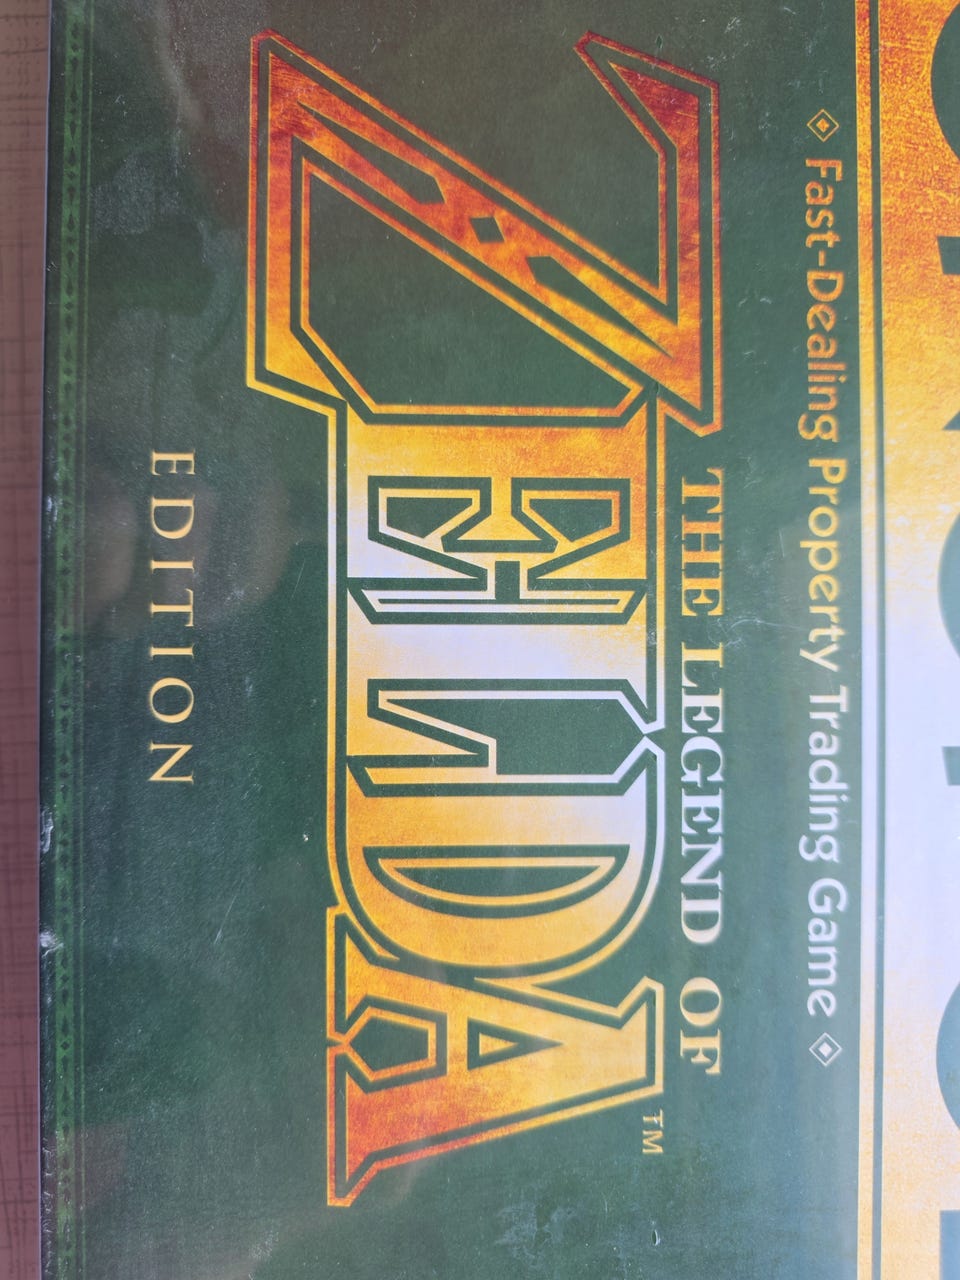 Fast-Dealing Property Trading Game
THE LEGEND OF
ZELDA™
EDITION